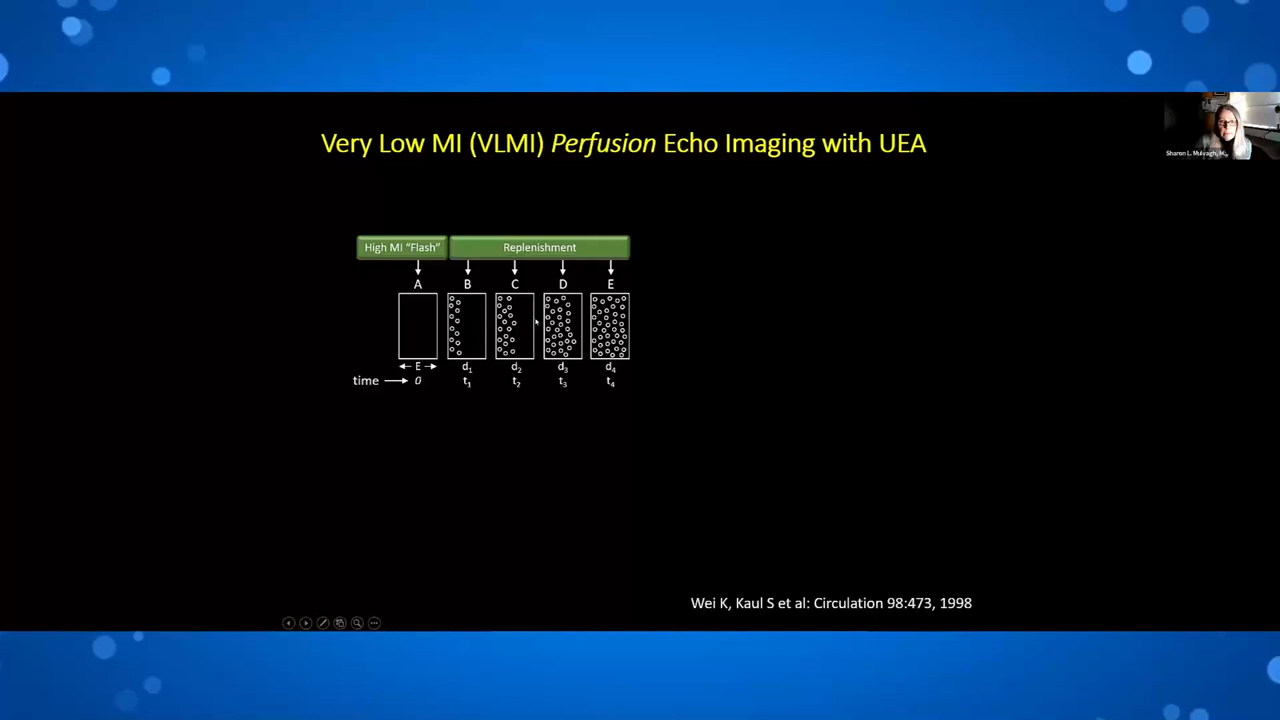 Very Low MI (VLMI) Perfusion Echo Imaging with UEA
Sharon L. Mulvagh, M...
High MI “Flash” Replenishment
A B C D E
E d₁ d₂ d₃ d₄
time 0 t₁ t₂ t₃ t₄
Wei K, Kaul S et al: Circulation 98:473, 1998